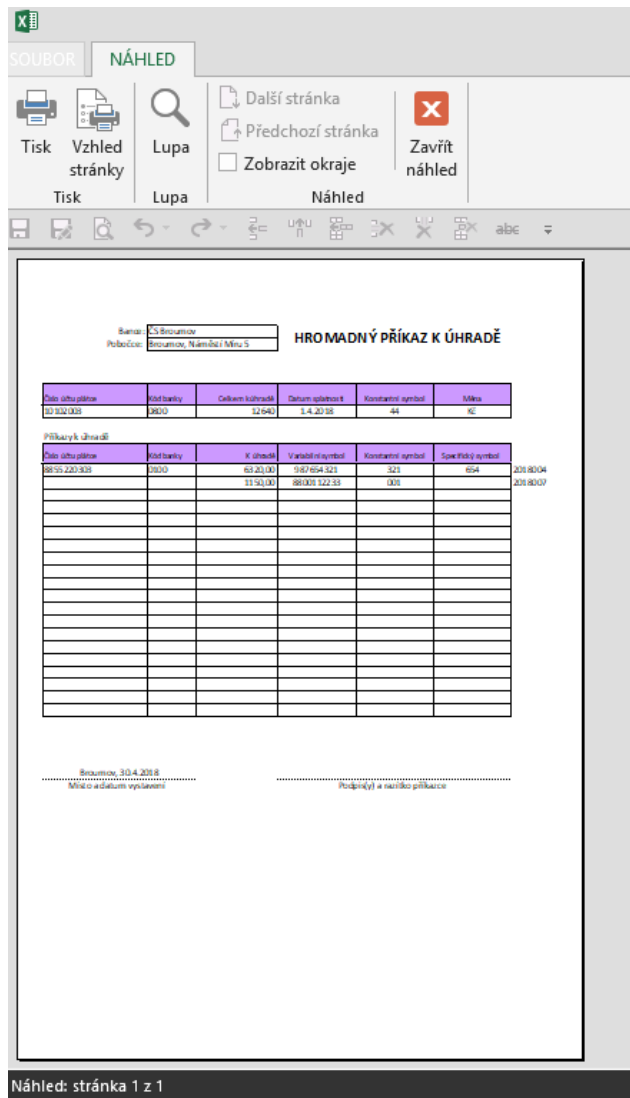 SOUBOR NÁHLED
Tisk
Vzhled stránky
Lupa
Další stránka
Předchozí stránka
Zobrazit okraje
Zavřít náhled
Tisk Lupa Náhled
abc
ČS Broumov
Pobočce: Broumov, Náměstí Míru 5
HROMADNÝ PŘÍKAZ K ÚHRADĚ
Číslo účtu plátce Kód banky Celkem k úhradě Datum splatnosti Konstantní symbol Měna
10102003 0800 12640 1.4.2018 44 Kč
Příkazy k úhradě
Číslo účtu plátce Kód banky K úhradě Variabilní symbol Konstantní symbol Specifický symbol
8855220303 0100 6320,00 987654321 321 654 2018004
1150,00 8800112233 001 2018007
Broumov, 30.4.2018
Místo a datum vystavení Podpis(y) a razítko příkazce
Náhled: stránka 1 z 1